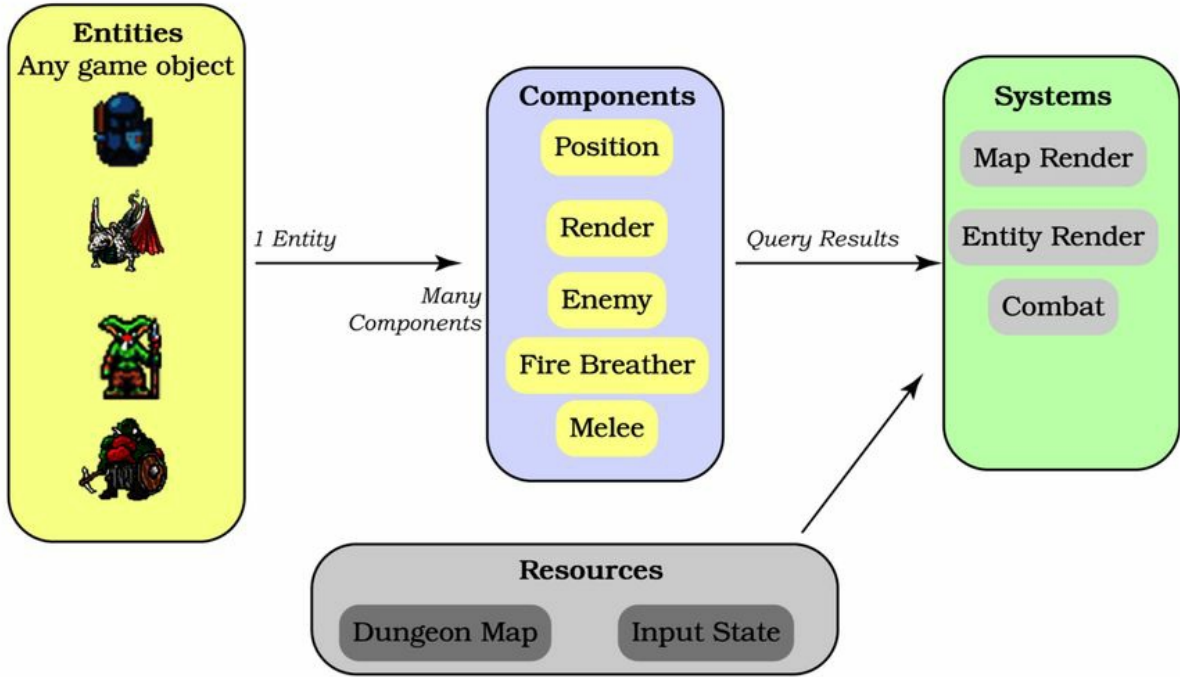 Entities
Any game object
1 Entity
Many
Components
Components
Position
Render
Enemy
Fire Breather
Melee
Query Results
Systems
Map Render
Entity Render
Combat
Resources
Dungeon Map
Input State